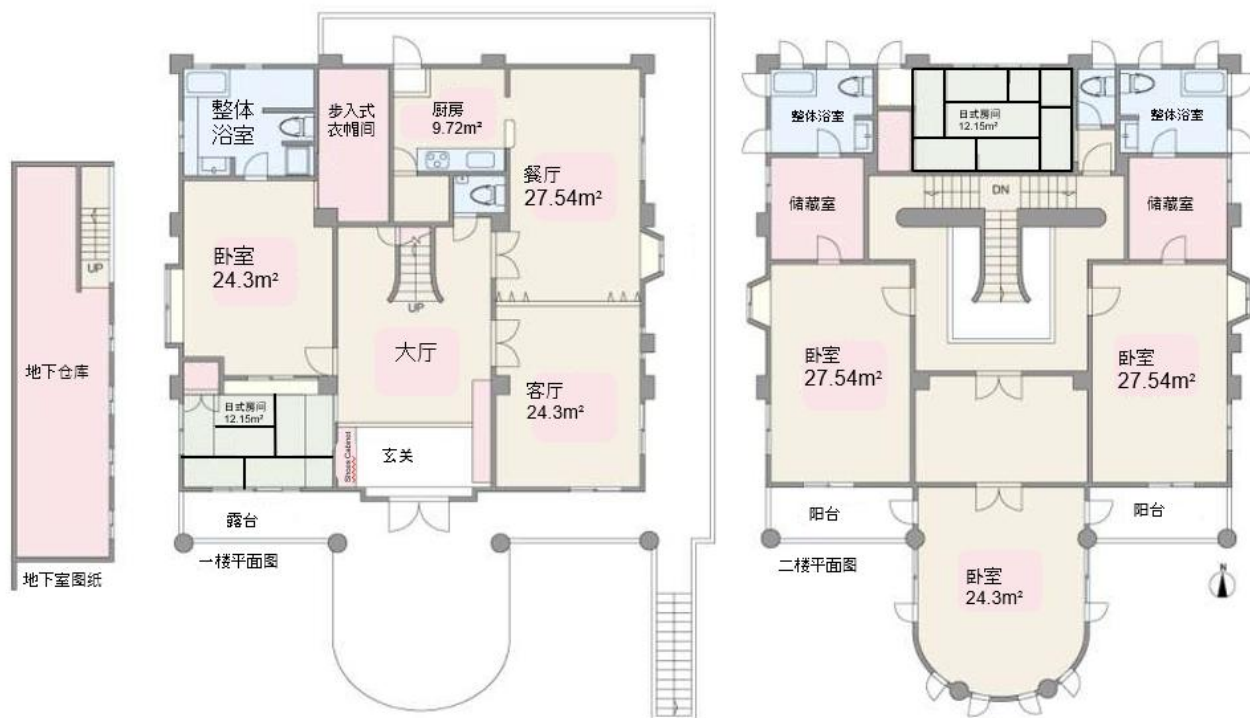 地下仓库
UP
地下室图纸
整体
浴室
步入式
衣帽间
厨房
9.72m²
餐厅
27.54m²
卧室
24.3m²
UP
大厅
客厅
24.3m²
日式房间
12.15m²
Shoes Cabinet
玄关
露台
一楼平面图
整体浴室
日式房间
12.15m²
整体浴室
储藏室
DN
储藏室
卧室
27.54m²
卧室
27.54m²
阳台
阳台
二楼平面图
卧室
24.3m²
N